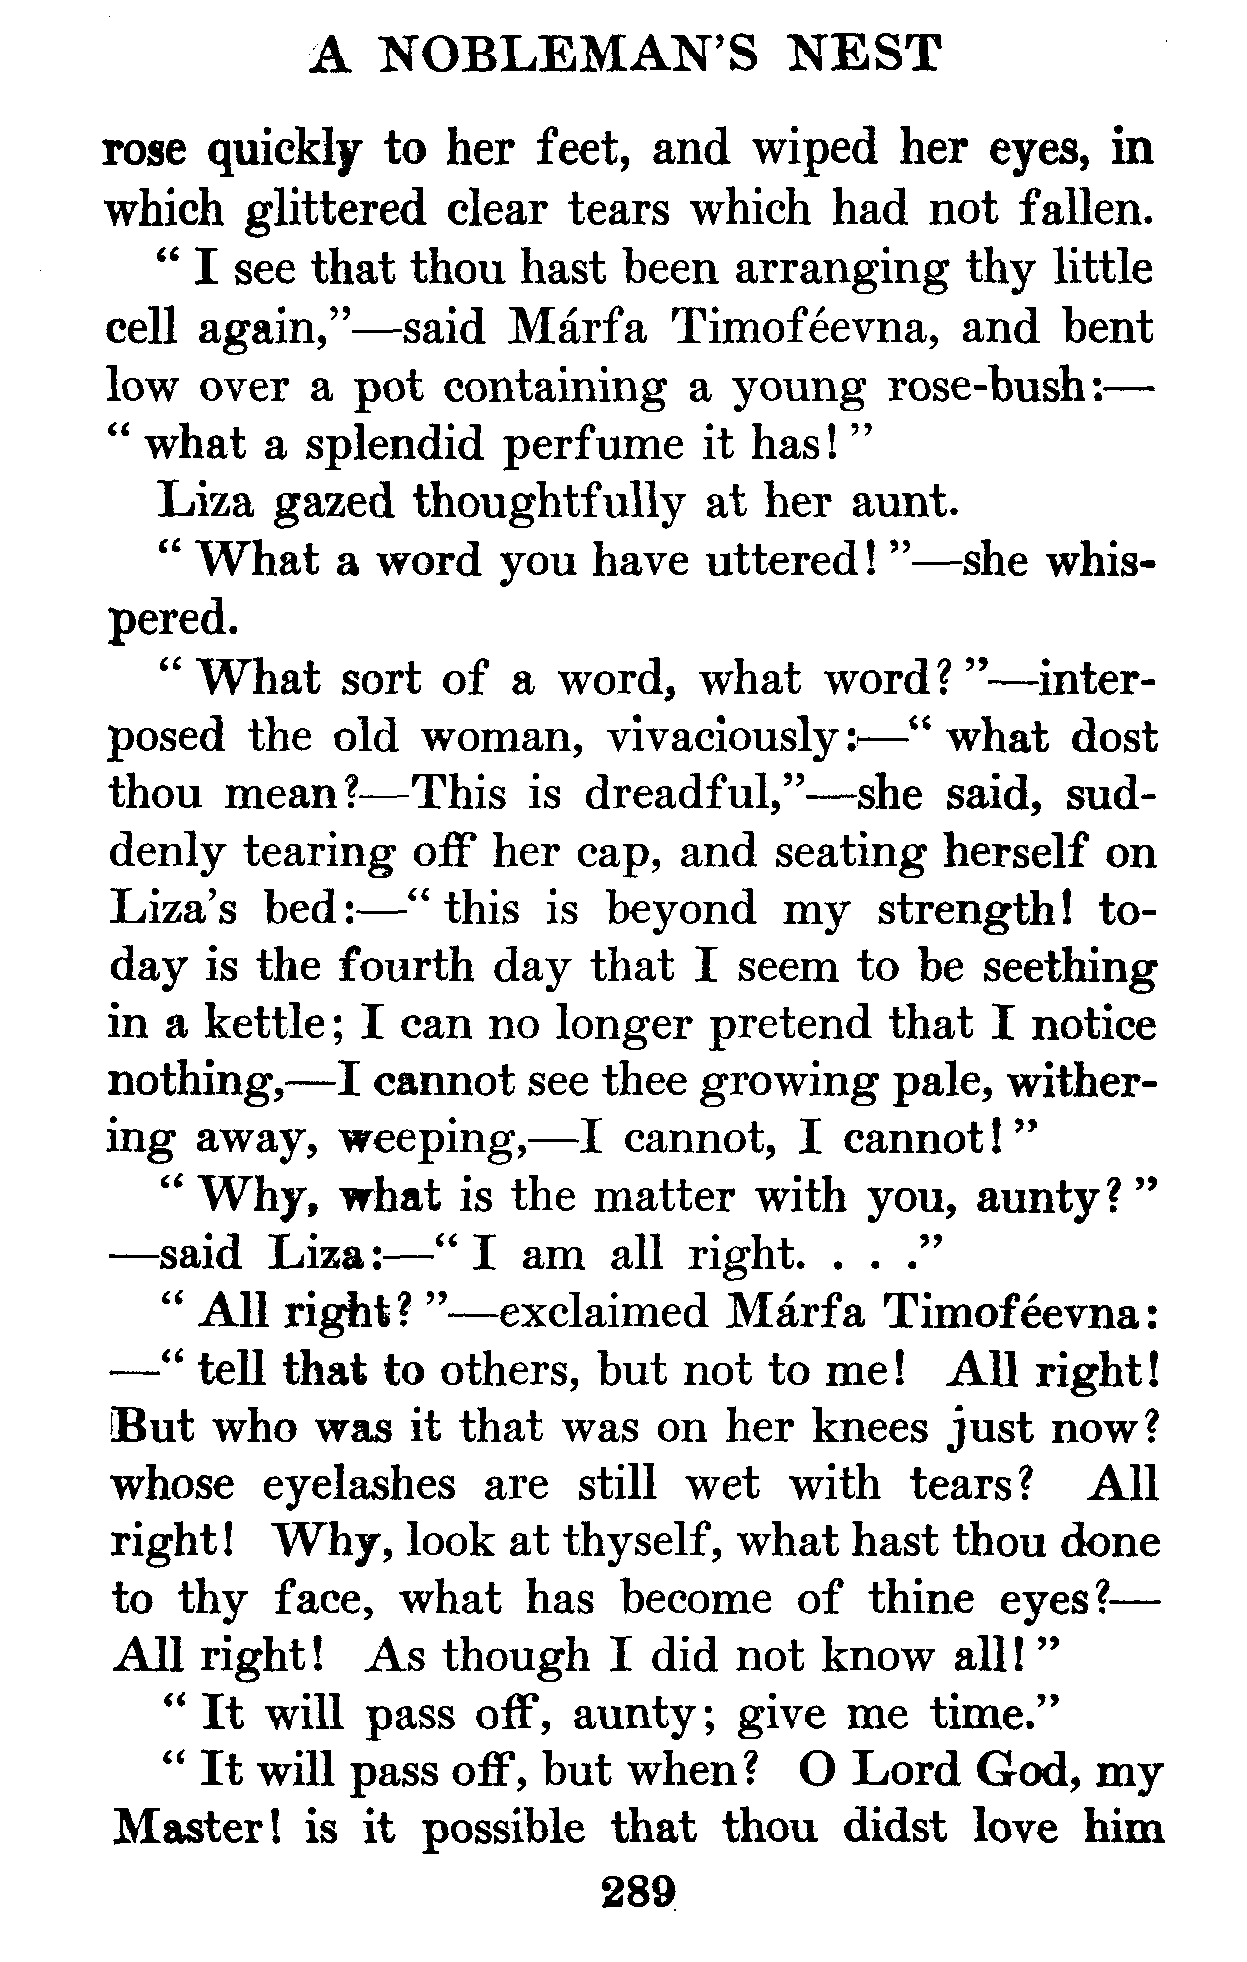 A NOBLEMAN'S NEST
rose quickly to her feet, and wiped her eyes, in
which glittered clear tears which had not fallen.
“ I see that thou hast been arranging thy little
cell again,”—said Márfa Timoféevna, and bent
low over a pot containing a young rose-bush:—
“ what a splendid perfume it has! ”
Liza gazed thoughtfully at her aunt.
“ What a word you have uttered! ”—she whis-
pered.
“ What sort of a word, what word? ”—inter-
posed the old woman, vivaciously:—“ what dost
thou mean?—This is dreadful,”—she said, sud-
denly tearing off her cap, and seating herself on
Liza's bed:—“ this is beyond my strength! to-
day is the fourth day that I seem to be seething
in a kettle; I can no longer pretend that I notice
nothing,—I cannot see thee growing pale, wither-
ing away, weeping,—I cannot, I cannot! ”
“ Why, what is the matter with you, aunty? ”
—said Liza:—“ I am all right. . . .”
“ All right? ”—exclaimed Márfa Timoféevna:
—“ tell that to others, but not to me! All right!
But who was it that was on her knees just now?
whose eyelashes are still wet with tears? All
right! Why, look at thyself, what hast thou done
to thy face, what has become of thine eyes?—
All right! As though I did not know all! ”
“ It will pass off, aunty; give me time.”
“ It will pass off, but when? O Lord God, my
Master! is it possible that thou didst love him
289